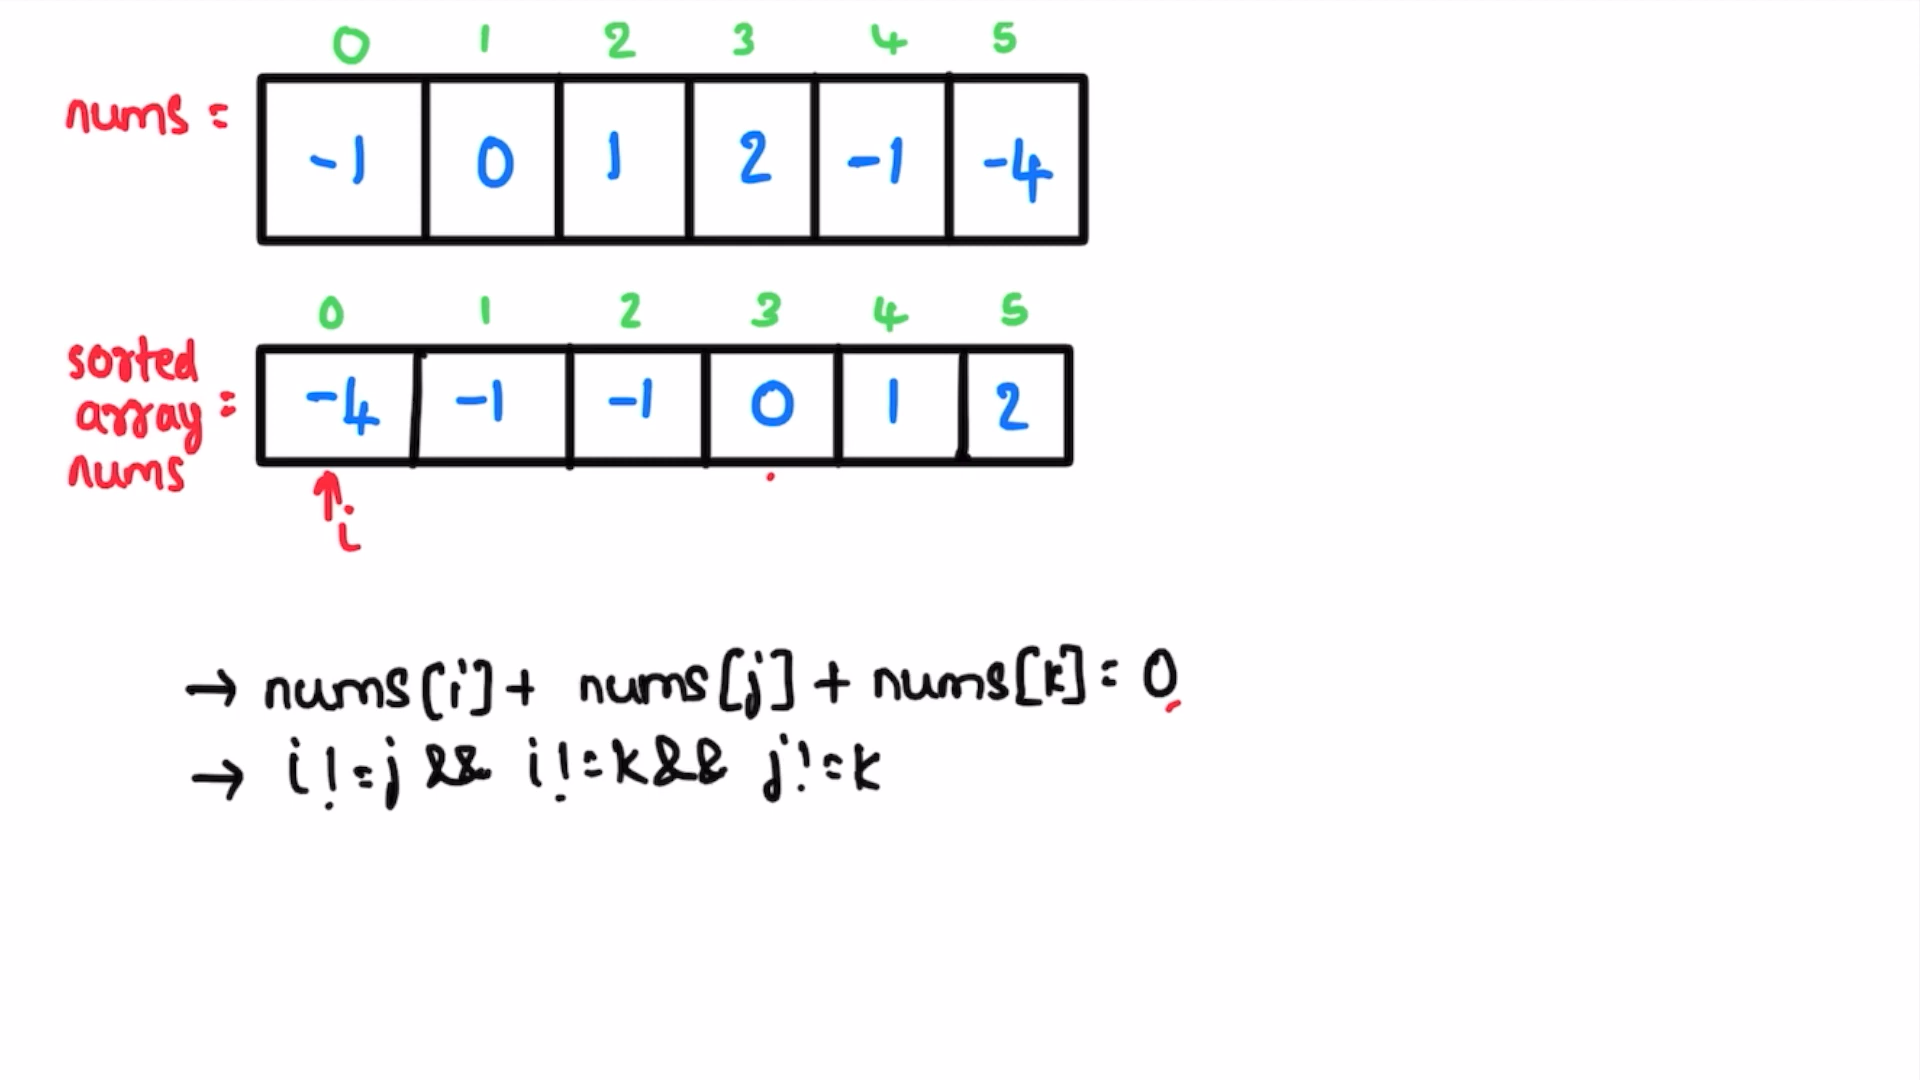 0 1 2 3 4 5
nums = -1 0 1 2 -1 -4
0 1 2 3 4 5
sorted
array = -4 -1 -1 0 1 2
nums
i
→ nums[i] + nums[j] + nums[k] = 0
→ i != j && i != k && j != k